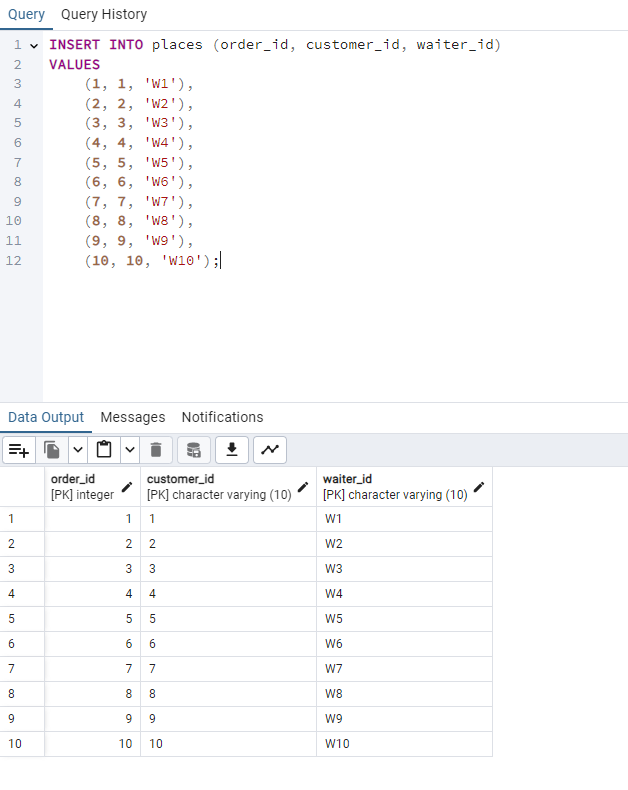 Query Query History
1 INSERT INTO places (order_id, customer_id, waiter_id)
2 VALUES
3 (1, 1, 'W1'),
4 (2, 2, 'W2'),
5 (3, 3, 'W3'),
6 (4, 4, 'W4'),
7 (5, 5, 'W5'),
8 (6, 6, 'W6'),
9 (7, 7, 'W7'),
10 (8, 8, 'W8'),
11 (9, 9, 'W9'),
12 (10, 10, 'W10');
Data Output Messages Notifications
order_id customer_id waiter_id
[PK] integer [PK] character varying (10) [PK] character varying (10)
1 1 1 W1
2 2 2 W2
3 3 3 W3
4 4 4 W4
5 5 5 W5
6 6 6 W6
7 7 7 W7
8 8 8 W8
9 9 9 W9
10 10 10 W10